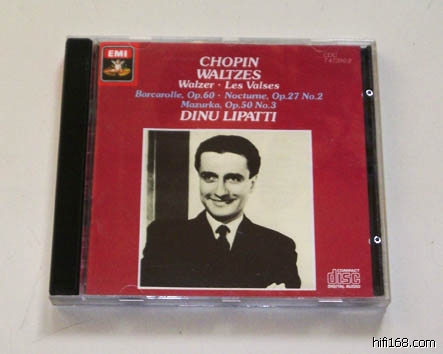 EMI
CHOPIN
WALTZES
Walzer · Les Valses
Barcarolle, Op.60 · Nocturne, Op.27 No.2
Mazurka, Op.50 No.3
DINU LIPATTI
CDC
COMPACT
disc
DIGITAL AUDIO
hifi168.com